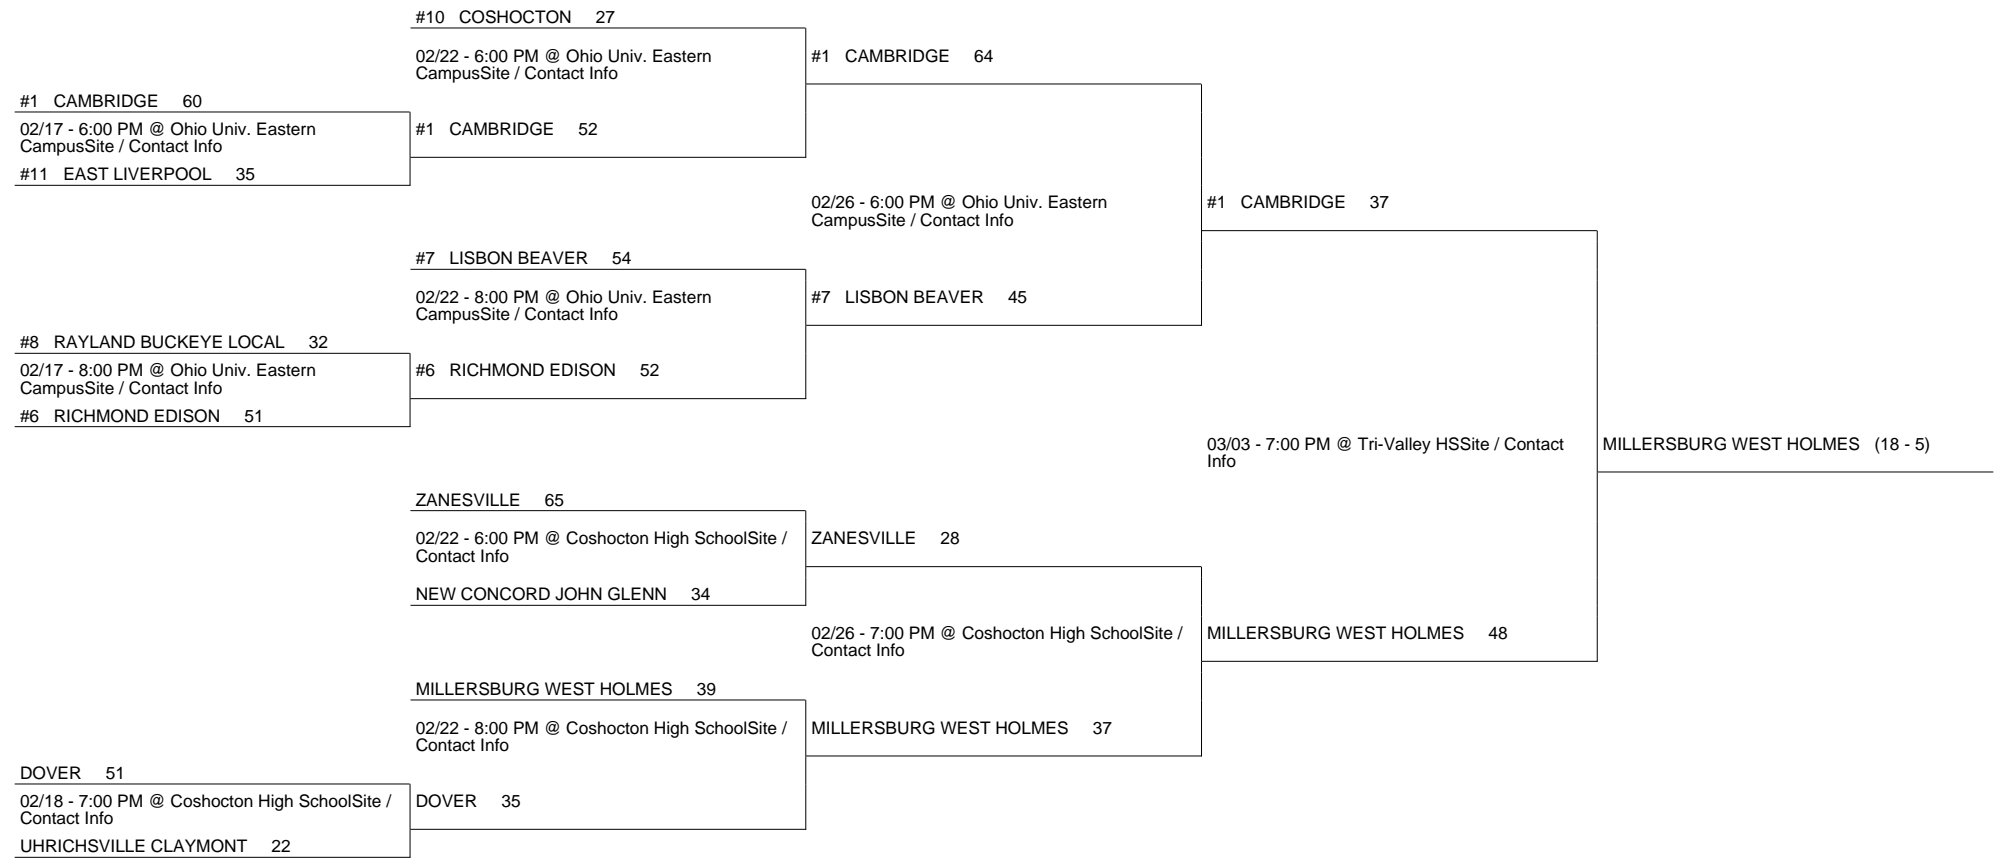 #10 COSHOCTON 27
02/22 - 6:00 PM @ Ohio Univ. Eastern
CampusSite / Contact Info
#1 CAMBRIDGE 64
#1 CAMBRIDGE 60
02/17 - 6:00 PM @ Ohio Univ. Eastern
CampusSite / Contact Info
#1 CAMBRIDGE 52
#11 EAST LIVERPOOL 35
02/26 - 6:00 PM @ Ohio Univ. Eastern
CampusSite / Contact Info
#1 CAMBRIDGE 37
#7 LISBON BEAVER 54
02/22 - 8:00 PM @ Ohio Univ. Eastern
CampusSite / Contact Info
#7 LISBON BEAVER 45
#8 RAYLAND BUCKEYE LOCAL 32
02/17 - 8:00 PM @ Ohio Univ. Eastern
CampusSite / Contact Info
#6 RICHMOND EDISON 52
#6 RICHMOND EDISON 51
03/03 - 7:00 PM @ Tri-Valley HSSite / Contact
Info
MILLERSBURG WEST HOLMES (18 - 5)
ZANESVILLE 65
02/22 - 6:00 PM @ Coshocton High SchoolSite /
Contact Info
ZANESVILLE 28
NEW CONCORD JOHN GLENN 34
02/26 - 7:00 PM @ Coshocton High SchoolSite /
Contact Info
MILLERSBURG WEST HOLMES 48
MILLERSBURG WEST HOLMES 39
02/22 - 8:00 PM @ Coshocton High SchoolSite /
Contact Info
MILLERSBURG WEST HOLMES 37
DOVER 51
02/18 - 7:00 PM @ Coshocton High SchoolSite /
Contact Info
DOVER 35
UHRICHSVILLE CLAYMONT 22